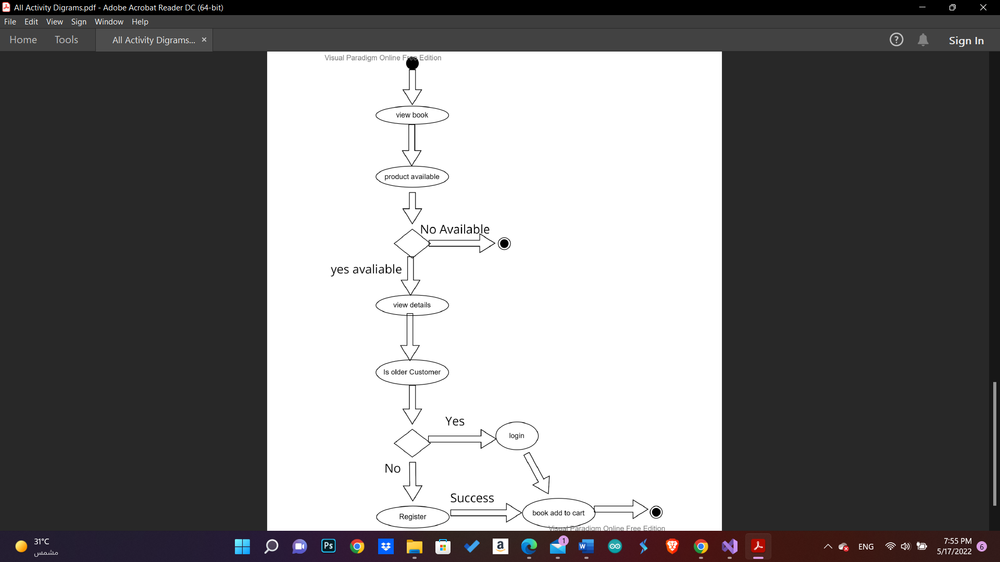 All Activity Digrams.pdf - Adobe Acrobat Reader DC (64-bit)
File Edit View Sign Window Help
Home Tools All Activity Digrams... × ? Sign In
Visual Paradigm Online Free Edition
view book
product available
No Available
yes avaliable
view details
Is older Customer
Yes
login
No
Success
Register
book add to cart
Visual Paradigm Online Free Edition
31°C
مشمس
Ps
a
1
W
ENG
7:55 PM
5/17/2022
6